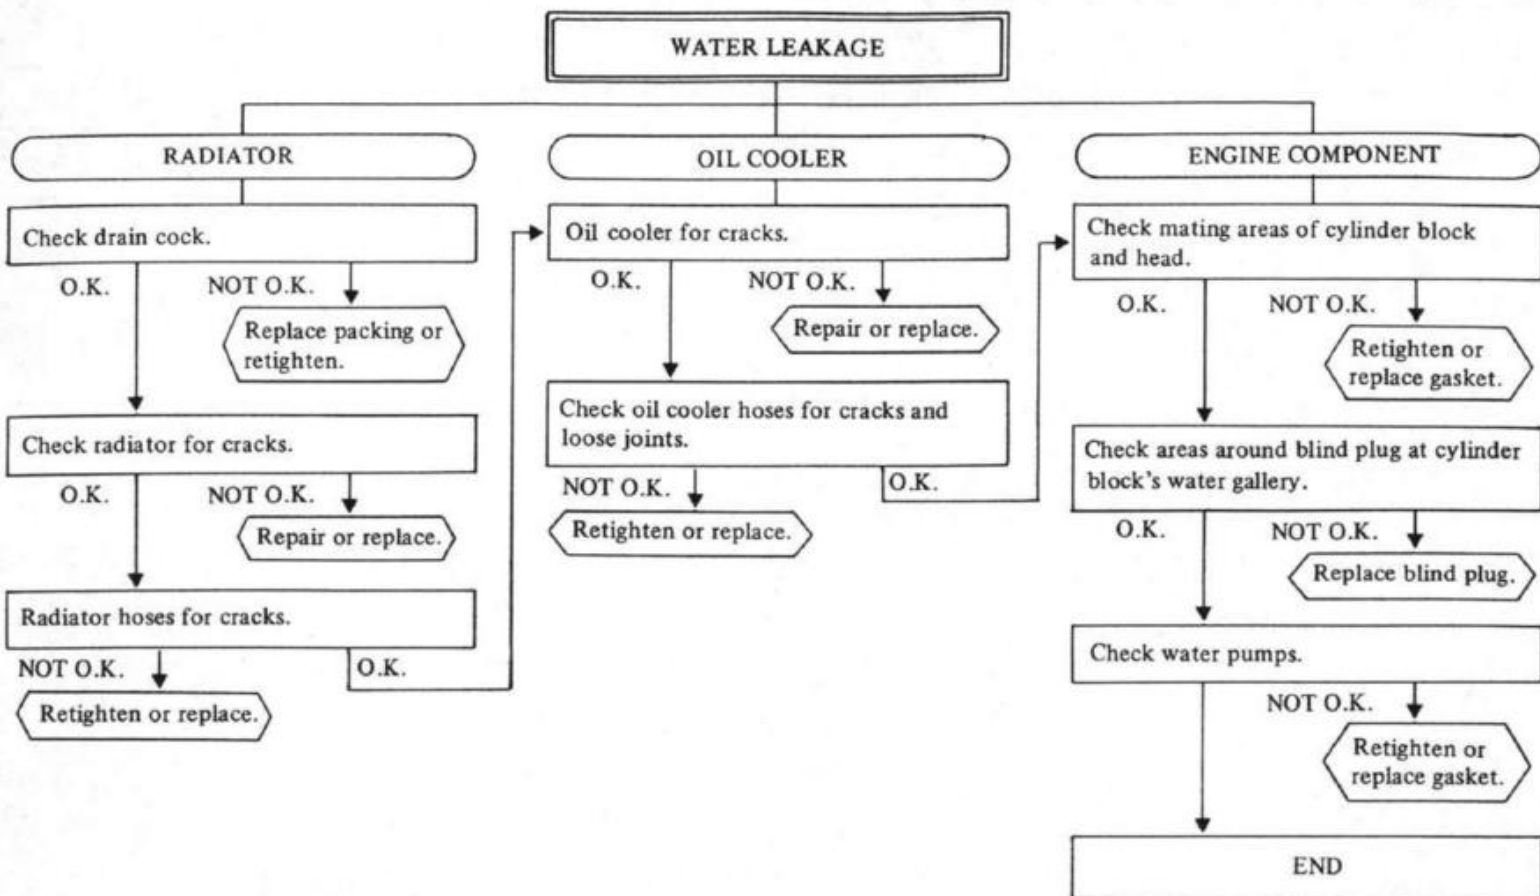 WATER LEAKAGE
RADIATOR
Check drain cock.
O.K.
NOT O.K.
Replace packing or
retighten.
Check radiator for cracks.
O.K.
NOT O.K.
Repair or replace.
Radiator hoses for cracks.
NOT O.K.
O.K.
Retighten or replace.
OIL COOLER
Oil cooler for cracks.
O.K.
NOT O.K.
Repair or replace.
Check oil cooler hoses for cracks and
loose joints.
NOT O.K.
O.K.
Retighten or replace.
ENGINE COMPONENT
Check mating areas of cylinder block
and head.
O.K.
NOT O.K.
Retighten or
replace gasket.
Check areas around blind plug at cylinder
block's water gallery.
O.K.
NOT O.K.
Replace blind plug.
Check water pumps.
NOT O.K.
Retighten or
replace gasket.
END